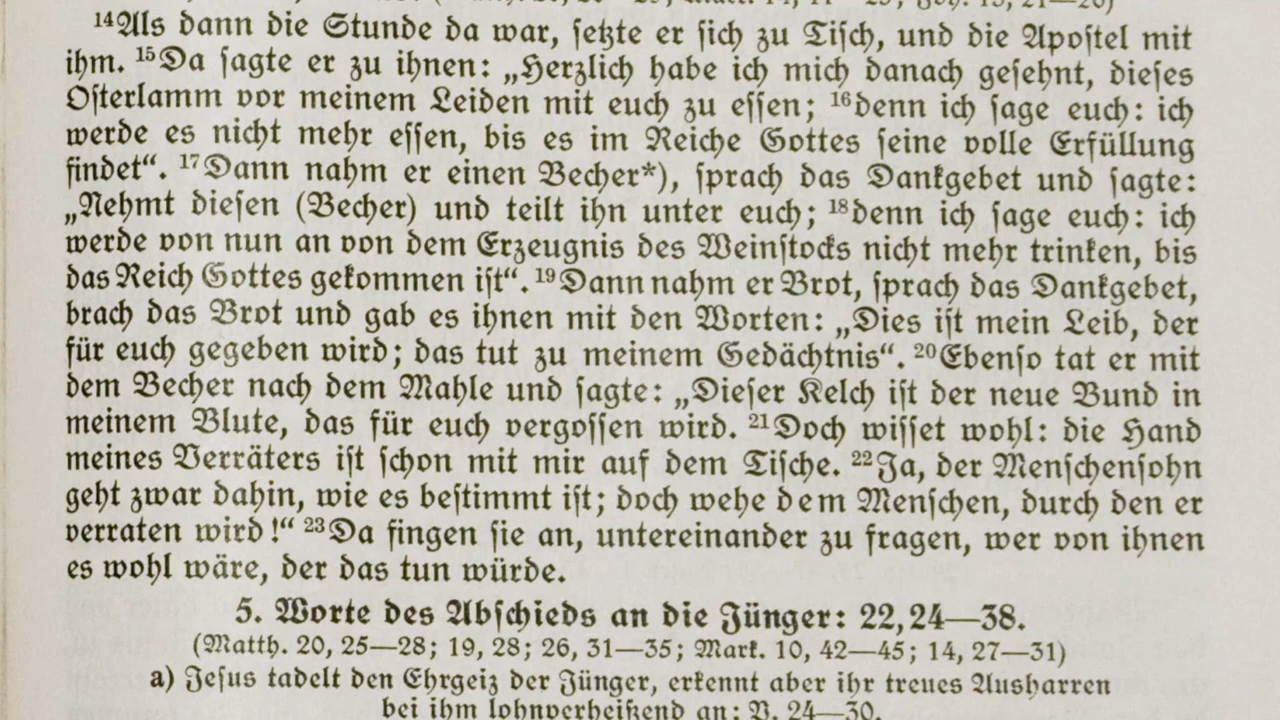 ¹⁴Als dann die Stunde da war, setzte er sich zu Tisch, und die Apostel mit
ihm. ¹⁵Da sagte er zu ihnen: „Herzlich habe ich mich danach gesehnt, dieses
Osterlamm vor meinem Leiden mit euch zu essen; ¹⁶denn ich sage euch: ich
werde es nicht mehr essen, bis es im Reiche Gottes seine volle Erfüllung
findet“. ¹⁷Dann nahm er einen Becher*), sprach das Dankgebet und sagte:
„Nehmt diesen (Becher) und teilt ihn unter euch; ¹⁸denn ich sage euch: ich
werde von nun an von dem Erzeugnis des Weinstocks nicht mehr trinken, bis
das Reich Gottes gekommen ist“. ¹⁹Dann nahm er Brot, sprach das Dankgebet,
brach das Brot und gab es ihnen mit den Worten: „Dies ist mein Leib, der
für euch gegeben wird; das tut zu meinem Gedächtnis“. ²⁰Ebenso tat er mit
dem Becher nach dem Mahle und sagte: „Dieser Kelch ist der neue Bund in
meinem Blute, das für euch vergossen wird. ²¹Doch wisset wohl: die Hand
meines Verräters ist schon mit mir auf dem Tische. ²²Ja, der Menschensohn
geht zwar dahin, wie es bestimmt ist; doch wehe dem Menschen, durch den er
verraten wird!“ ²³Da fingen sie an, untereinander zu fragen, wer von ihnen
es wohl wäre, der das tun würde.
5. Worte des Abschieds an die Jünger: 22,24—38.
(Matth. 20, 25—28; 19, 28; 26, 31—35; Mark. 10, 42—45; 14, 27—31)
a) Jesus tadelt den Ehrgeiz der Jünger, erkennt aber ihr treues Ausharren
bei ihm lohnverheißend an: V. 24—30.